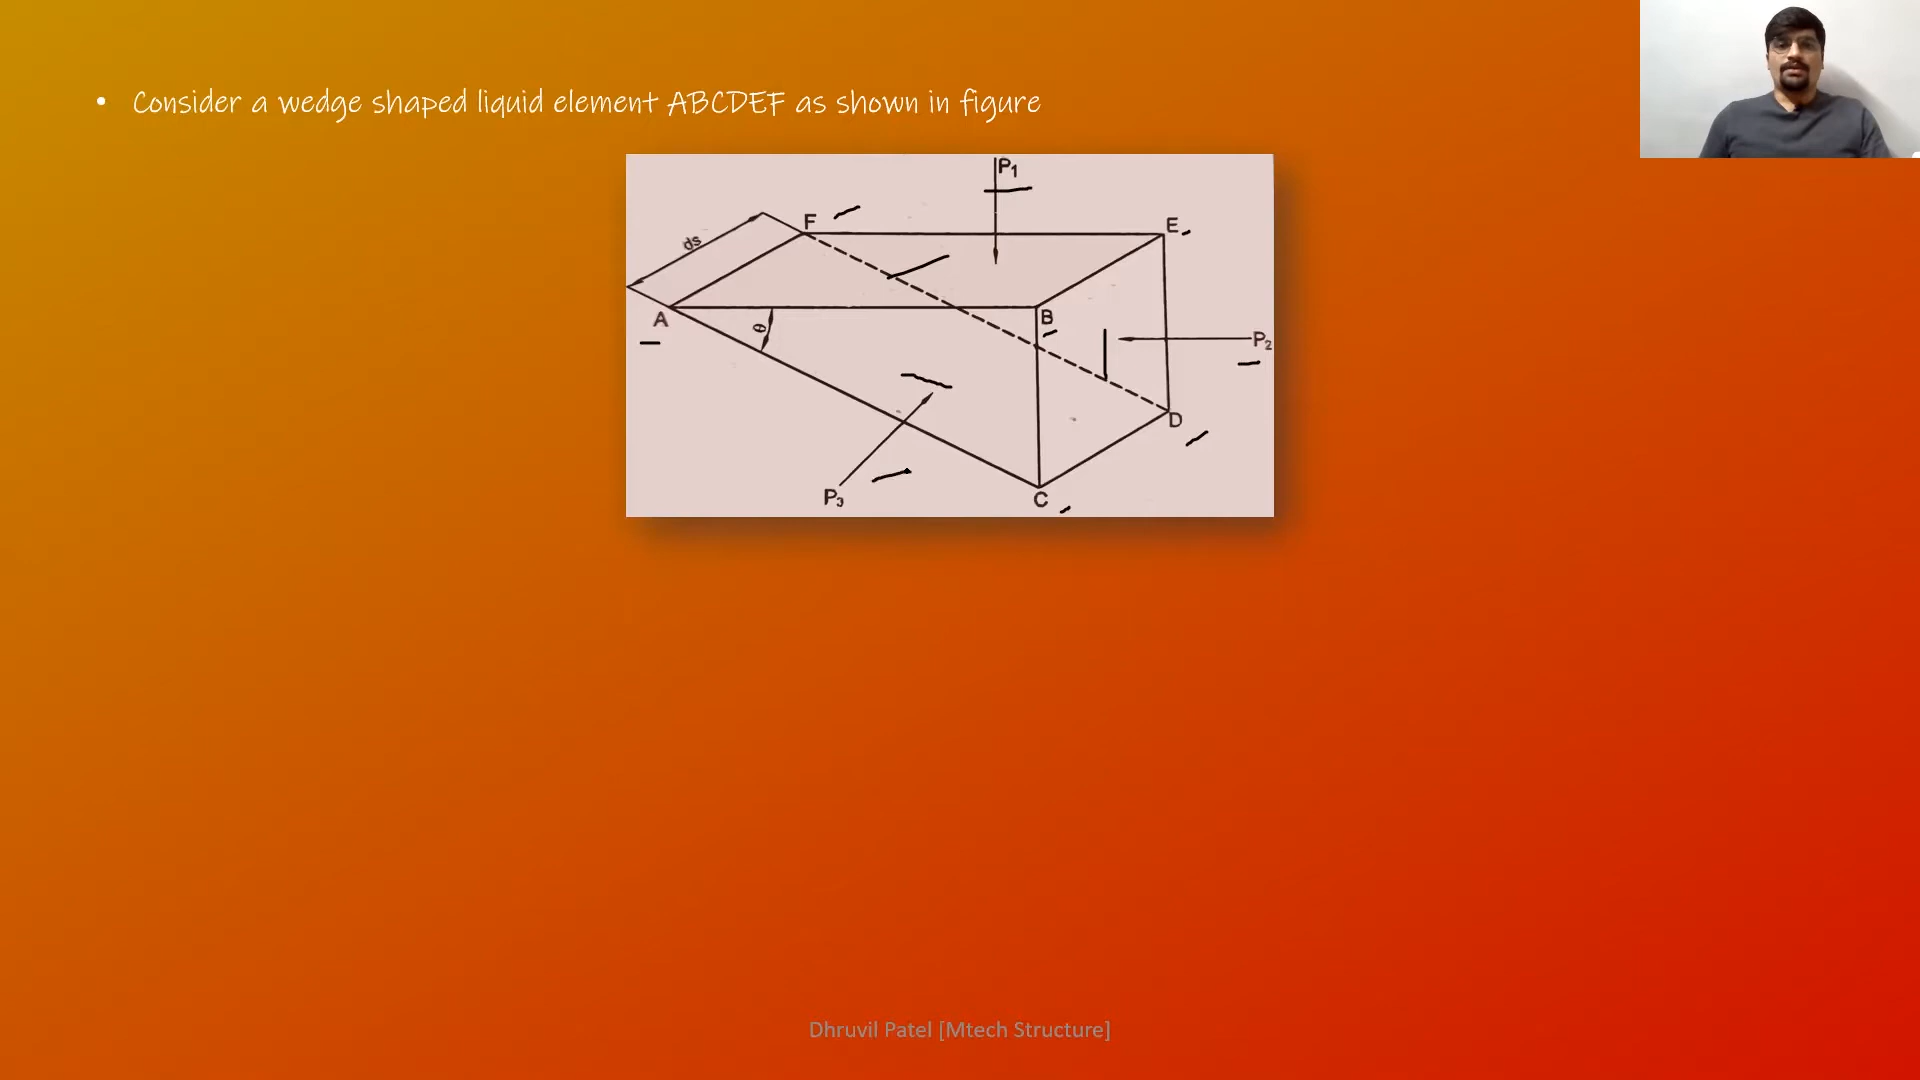 • Consider a wedge shaped liquid element ABCDEF as shown in figure
P₁
F
E
ds
A
θ
B
P₂
D
P₃
C
Dhruvil Patel [Mtech Structure]